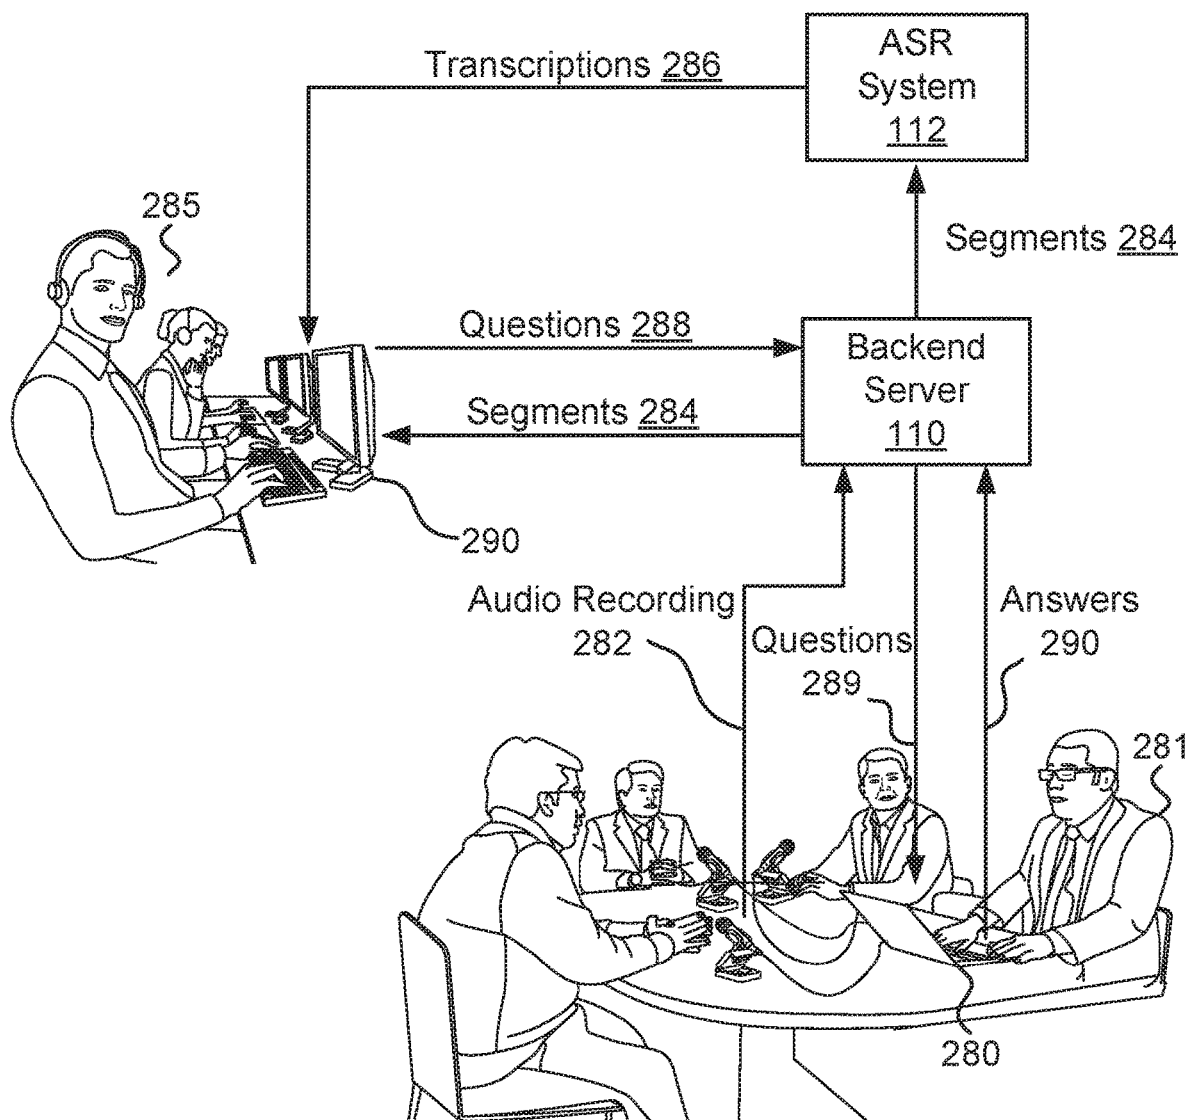 ASR
System
112
Transcriptions 286
285
Segments 284
Questions 288
Backend
Server
110
Segments 284
290
Audio Recording
282
Questions
289
Answers
290
281
280